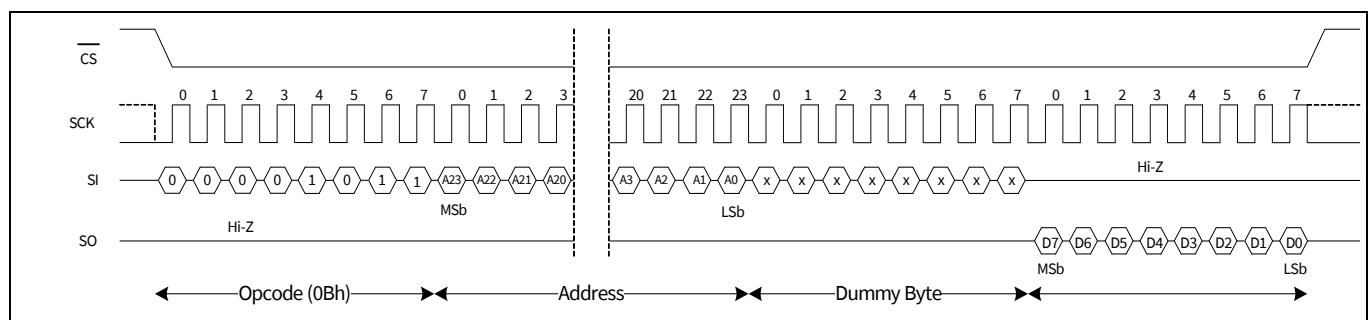 CS
0 1 2 3 4 5 6 7 0 1 2 3 20 21 22 23 0 1 2 3 4 5 6 7 0 1 2 3 4 5 6 7
SCK
Hi-Z
SI 0 0 0 0 1 0 1 1 A23 A22 A21 A20 A3 A2 A1 A0 x x x x x x x x
MSb LSb
Hi-Z
SO D7 D6 D5 D4 D3 D2 D1 D0
MSb LSb
Opcode (0Bh) Address Dummy Byte